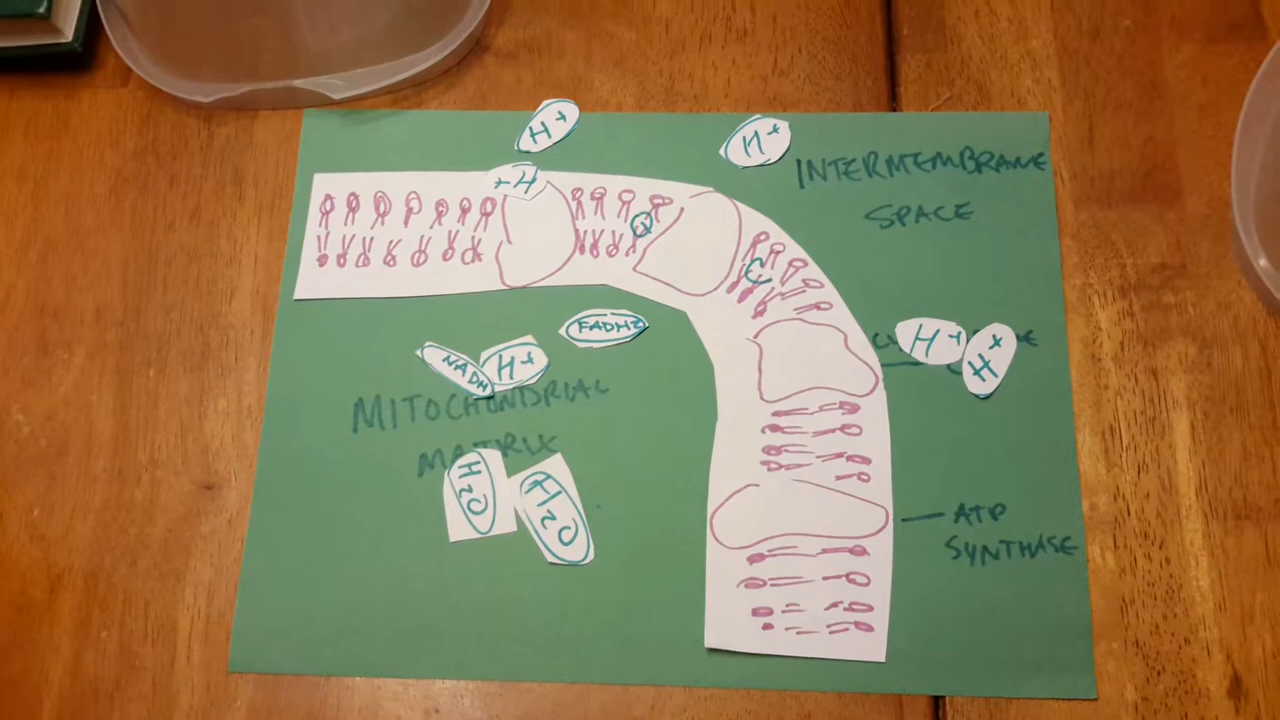 H+
H+
+H
INTERMEMBRANE
SPACE
Q
C
FADH2
H+
H+
NADH
H+
MITOCHONDRIAL
MATRIX
H2O
H2O
ATP
SYNTHASE